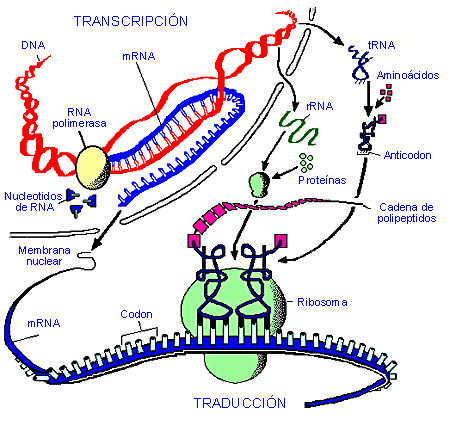 TRANSCRIPCIÓN
DNA
mRNA
tRNA
Aminoácidos
RNA
polimerasa
rRNA
Anticodon
Proteínas
Nucleotidos
de RNA
Cadena de
polipeptidos
Membrana
nuclear
Ribosoma
mRNA
Codon
TRADUCCIÓN